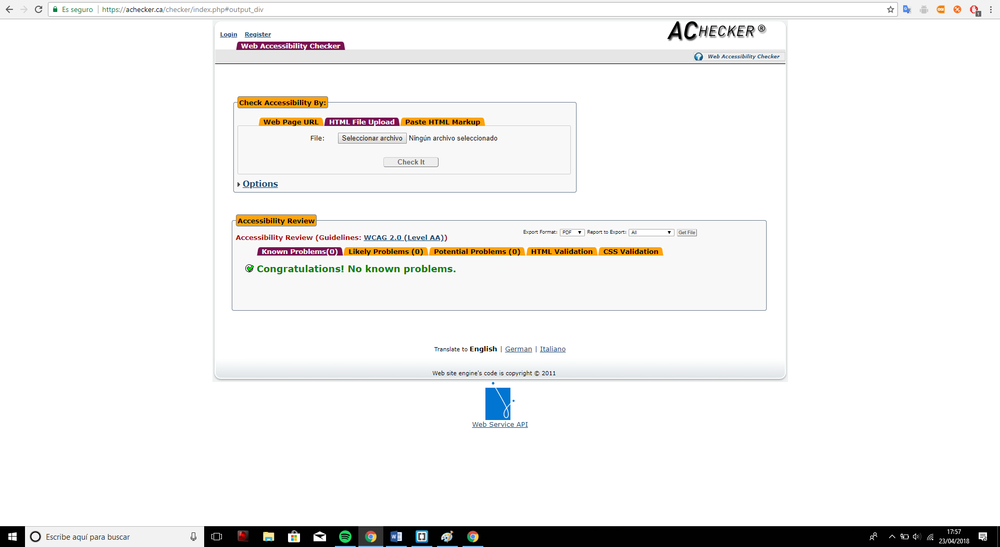 Es seguro
https://achecker.ca/checker/index.php#output_div
1
Login Register
ACHECKER ®
Web Accessibility Checker
Web Accessibility Checker
Check Accessibility By:
Web Page URL HTML File Upload Paste HTML Markup
File: Seleccionar archivo Ningún archivo seleccionado
Check It
Options
Accessibility Review
Export Format: PDF Report to Export: All Get File
Accessibility Review (Guidelines: WCAG 2.0 (Level AA))
Known Problems(0) Likely Problems (0) Potential Problems (0) HTML Validation CSS Validation
Congratulations! No known problems.
Translate to English | German | Italiano
Web site engine's code is copyright © 2011
Web Service API
Escribe aquí para buscar
17:57
23/04/2018